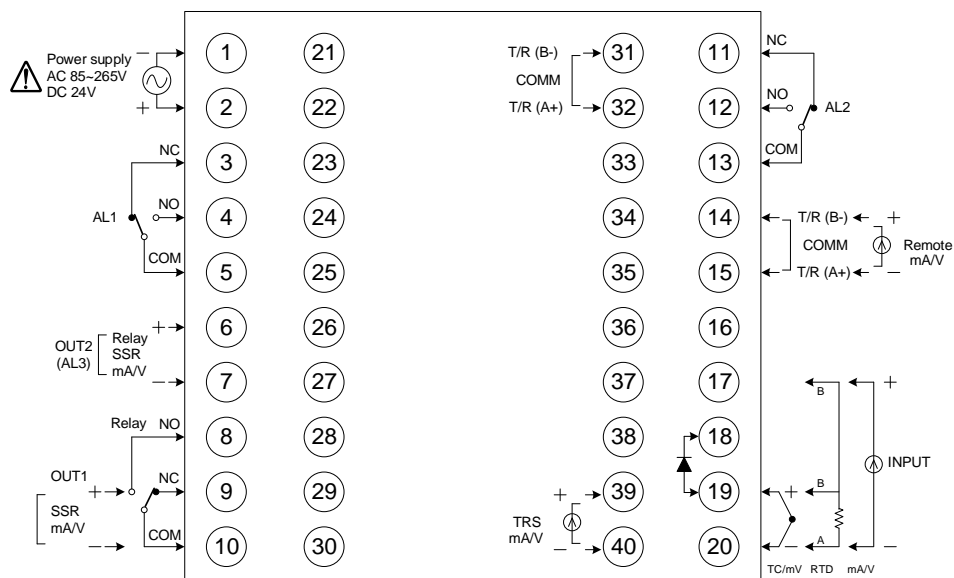 Power supply
AC 85~265V
DC 24V
− +
1
2
3
4
5
6
7
8
9
10
NC
NO
COM
AL1
+ −
OUT2
(AL3)
Relay
SSR
mA/V
Relay NO
OUT1
+ −
SSR
mA/V
NC
COM
21
22
23
24
25
26
27
28
29
30
T/R (B-)
COMM
T/R (A+)
TRS
mA/V
+ −
31
32
33
34
35
36
37
38
39
40
11
12
13
14
15
16
17
18
19
20
NC
NO
AL2
COM
T/R (B-) +
COMM
Remote
mA/V
T/R (A+) −
B +
INPUT
+ B
− A −
TC/mV RTD mA/V